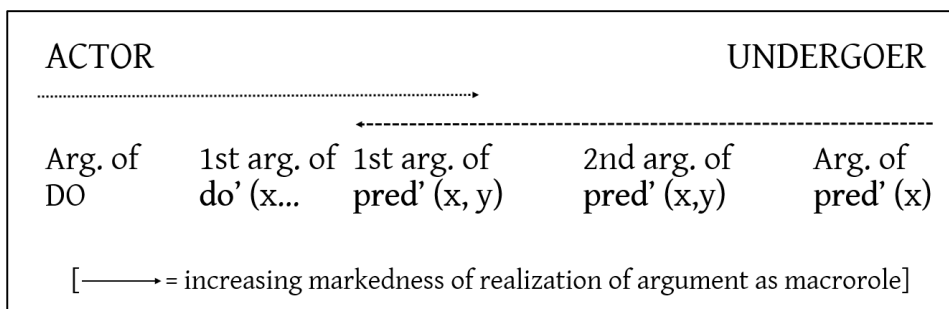 ACTOR UNDERGOER
Arg. of 1st arg. of 1st arg. of 2nd arg. of Arg. of
DO do’ (x... pred’ (x, y) pred’ (x,y) pred’ (x)
[ = increasing markedness of realization of argument as macrorole]